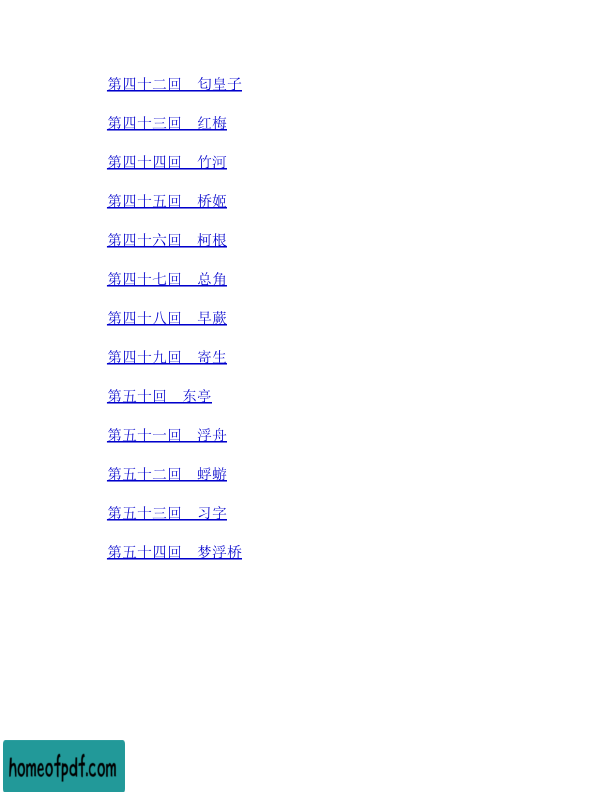 第四十二回　匂皇子
第四十三回　红梅
第四十四回　竹河
第四十五回　桥姬
第四十六回　柯根
第四十七回　总角
第四十八回　早蕨
第四十九回　寄生
第五十回　东亭
第五十一回　浮舟
第五十二回　蜉蝣
第五十三回　习字
第五十四回　梦浮桥
homeofpdf.com